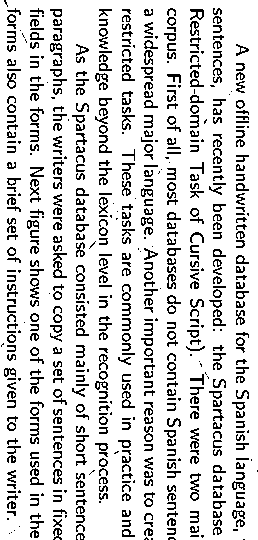 A new offline handwritten database for the Spanish language,
sentences, has recently been developed: the Spartacus database
Restricted-domain Task of Cursive Script). There were two mai
corpus. First of all, most databases do not contain Spanish senten
a widespread major language. Another important reason was to crea
restricted tasks. These tasks are commonly used in practice and
knowledge beyond the lexicon level in the recognition process.
As the Spartacus database consisted mainly of short sentence
paragraphs, the writers were asked to copy a set of sentences in fixed
fields in the forms. Next figure shows one of the forms used in the
forms also contain a brief set of instructions given to the writer.